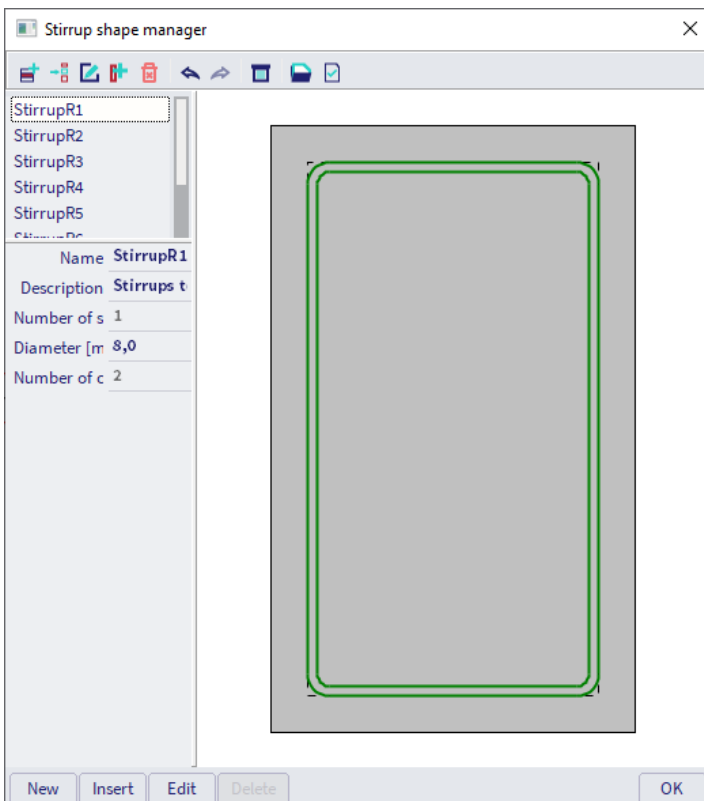 Stirrup shape manager
StirrupR1
StirrupR2
StirrupR3
StirrupR4
StirrupR5
Name StirrupR1
Description Stirrups t
Number of s 1
Diameter [m 8,0
Number of c 2
New Insert Edit Delete OK